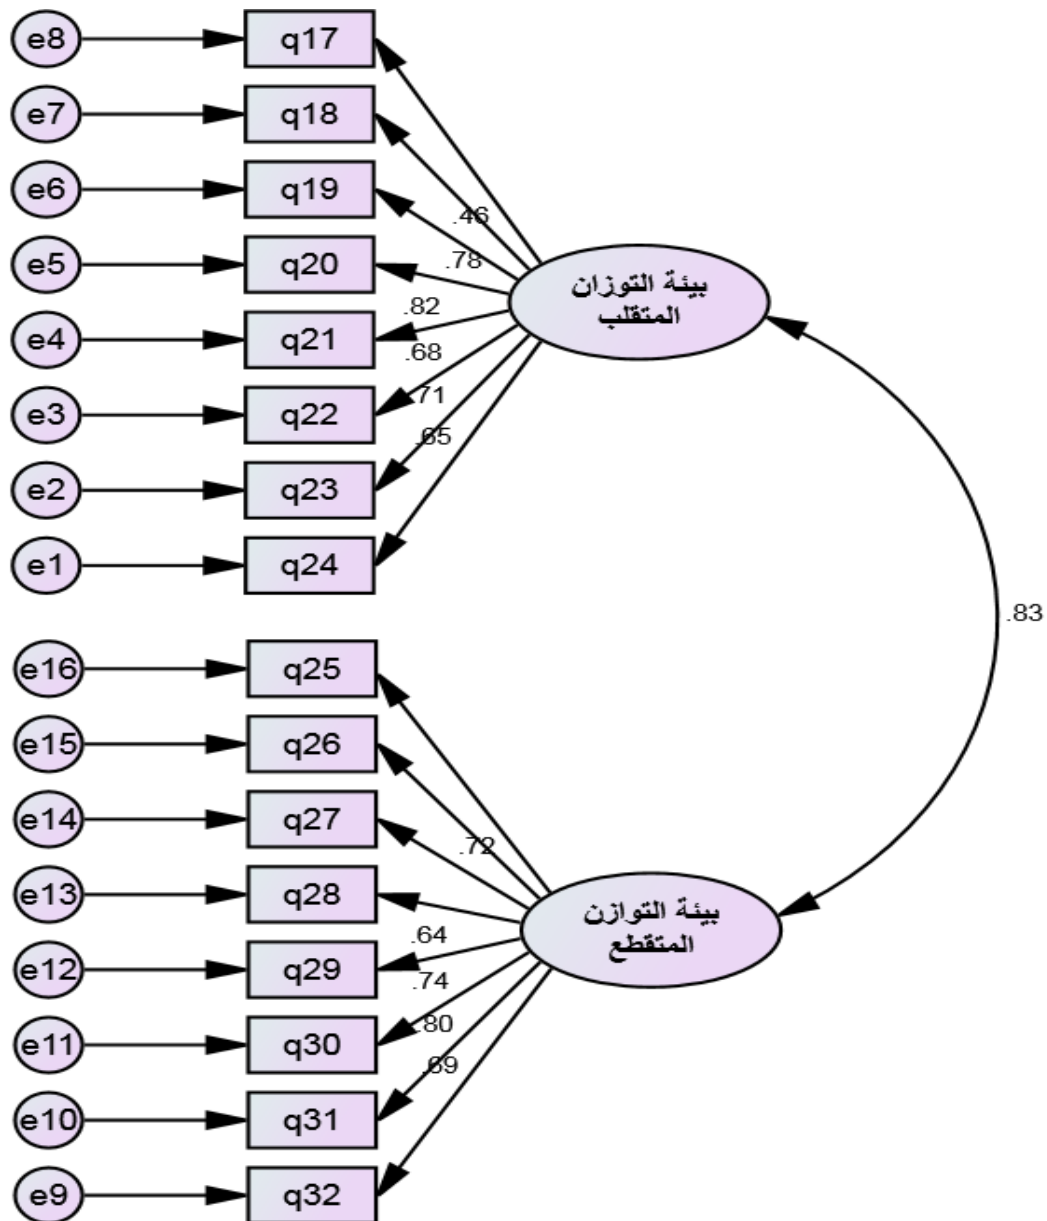 e8 q17
e7 q18
e6 q19
.46
e5 q20
.78
بيئة التوزان
المتقلب
.82
e4 q21
.68
e3 q22
.71
.65
e2 q23
e1 q24
.83
e16 q25
e15 q26
e14 q27
.72
e13 q28
بيئة التوازن
المتقطع
.64
e12 q29
.74
.80
e11 q30
.69
e10 q31
e9 q32